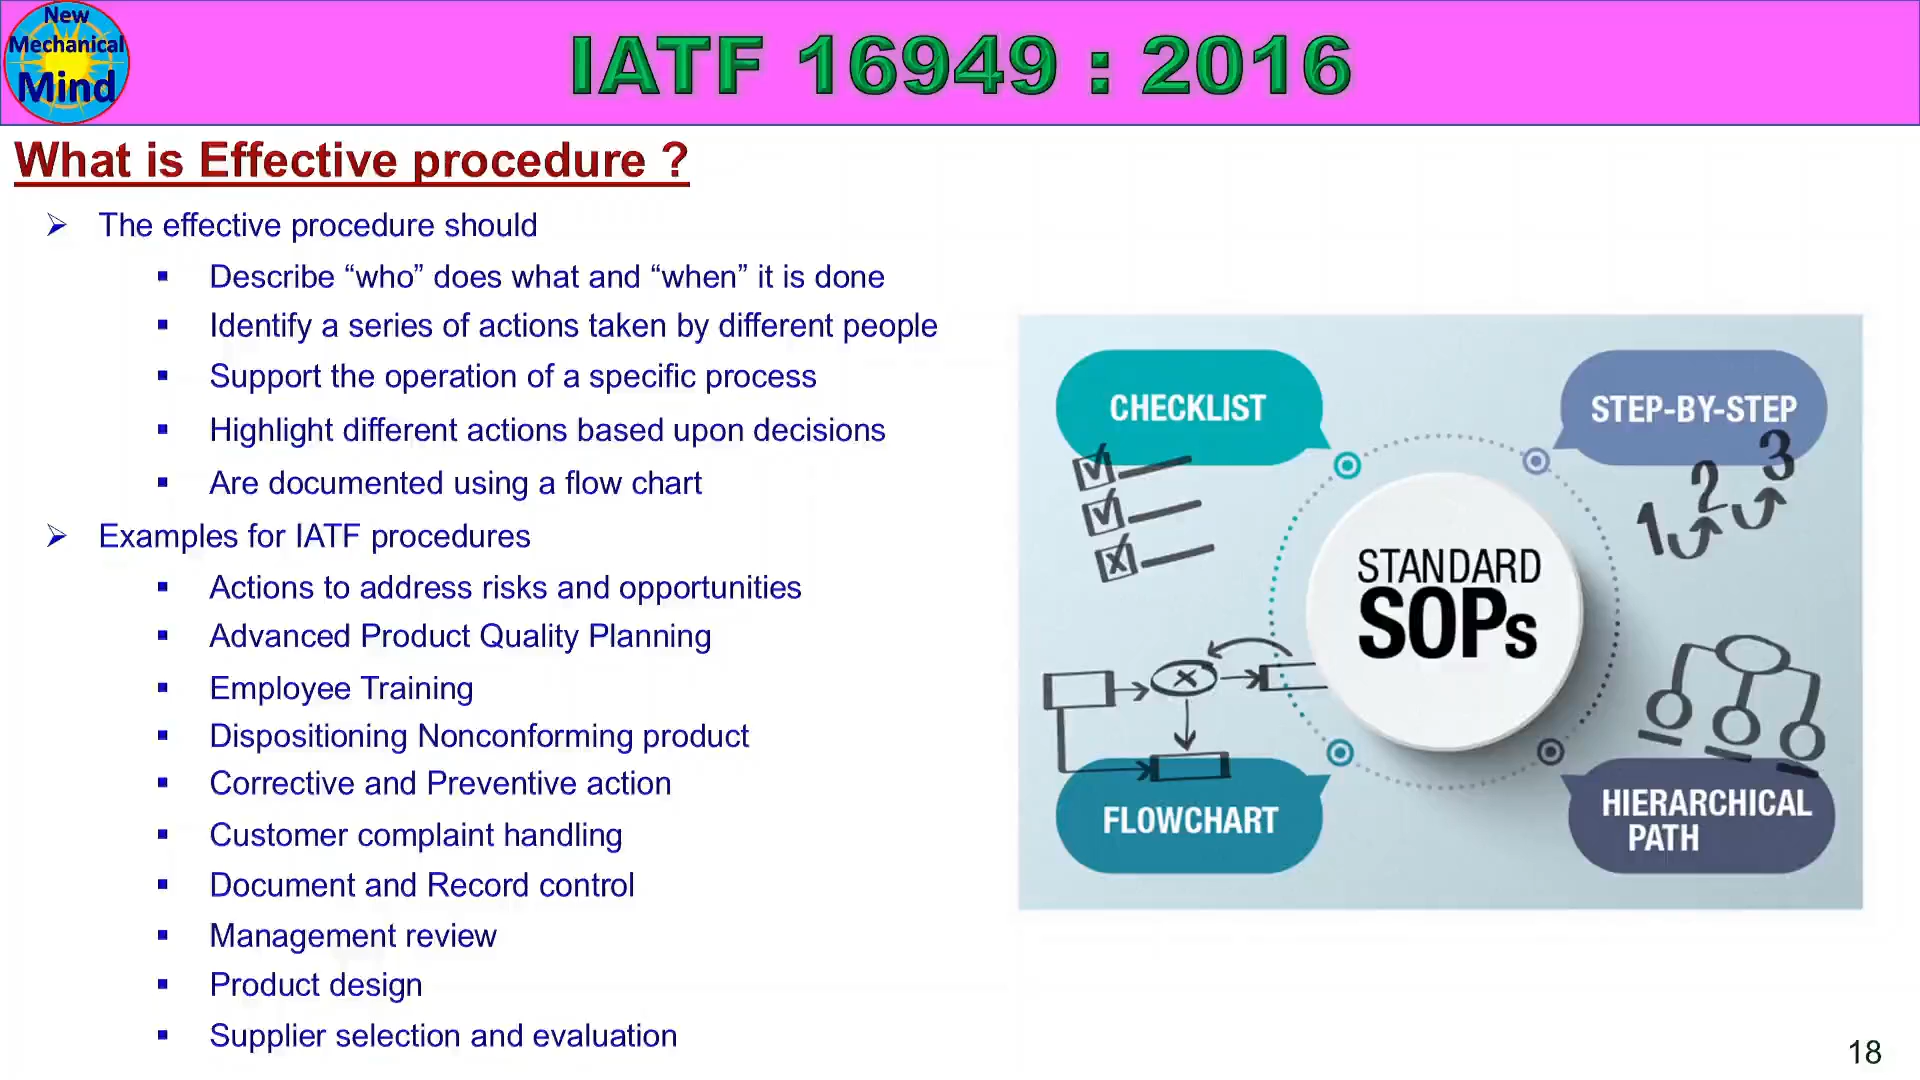 New
Mechanical
Mind
IATF 16949 : 2016
What is Effective procedure ?
The effective procedure should
Describe “who” does what and “when” it is done
Identify a series of actions taken by different people
Support the operation of a specific process
Highlight different actions based upon decisions
Are documented using a flow chart
Examples for IATF procedures
Actions to address risks and opportunities
Advanced Product Quality Planning
Employee Training
Dispositioning Nonconforming product
Corrective and Preventive action
Customer complaint handling
Document and Record control
Management review
Product design
Supplier selection and evaluation
CHECKLIST
STEP-BY-STEP
1 2 3
STANDARD
SOPs
FLOWCHART
HIERARCHICAL
PATH
18